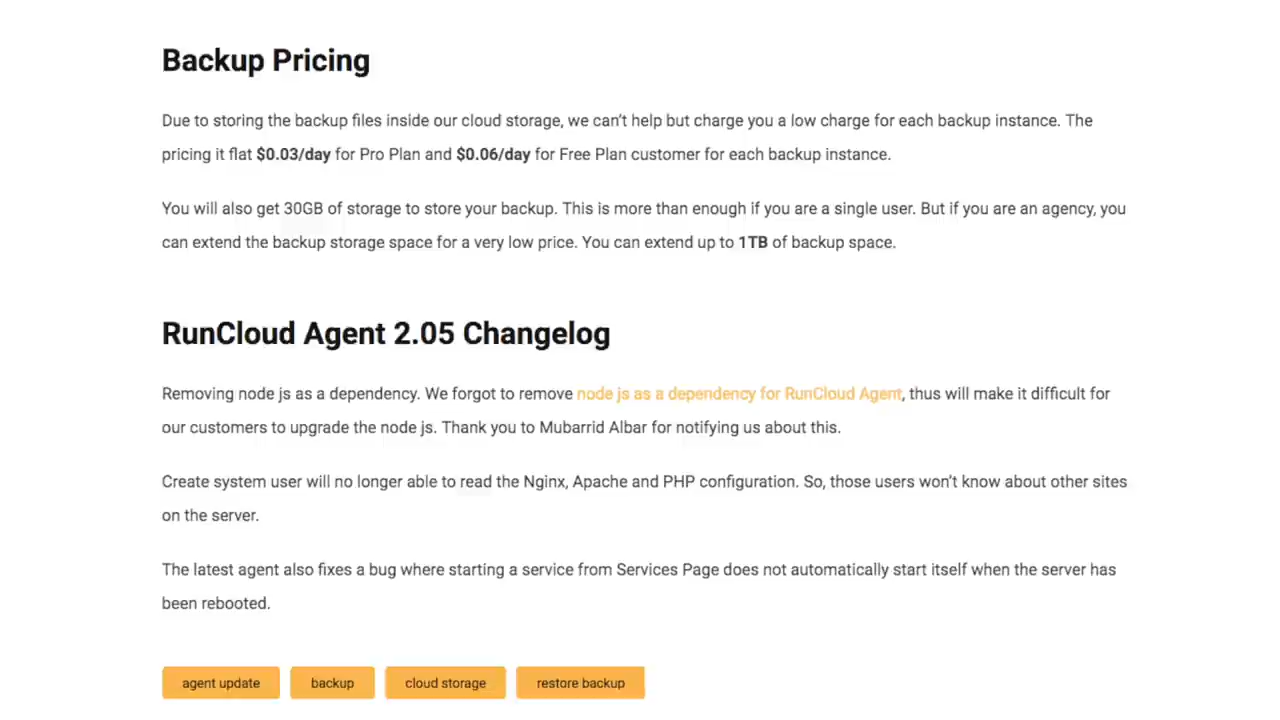 Backup Pricing
Due to storing the backup files inside our cloud storage, we can't help but charge you a low charge for each backup instance. The
pricing it flat $0.03/day for Pro Plan and $0.06/day for Free Plan customer for each backup instance.
You will also get 30GB of storage to store your backup. This is more than enough if you are a single user. But if you are an agency, you
can extend the backup storage space for a very low price. You can extend up to 1TB of backup space.
RunCloud Agent 2.05 Changelog
Removing node js as a dependency. We forgot to remove node js as a dependency for RunCloud Agent, thus will make it difficult for
our customers to upgrade the node js. Thank you to Mubarrid Albar for notifying us about this.
Create system user will no longer able to read the Nginx, Apache and PHP configuration. So, those users won't know about other sites
on the server.
The latest agent also fixes a bug where starting a service from Services Page does not automatically start itself when the server has
been rebooted.
agent update backup cloud storage restore backup